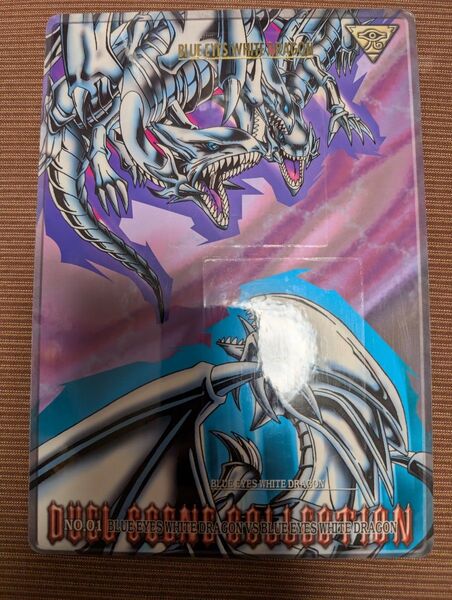 BLUE EYES WHITE DRAGON
BLUE EYES WHITE DRAGON
DUEL SCENE COLLECTION
NO.01 BLUE EYES WHITE DRAGON VS BLUE EYES WHITE DRAGON